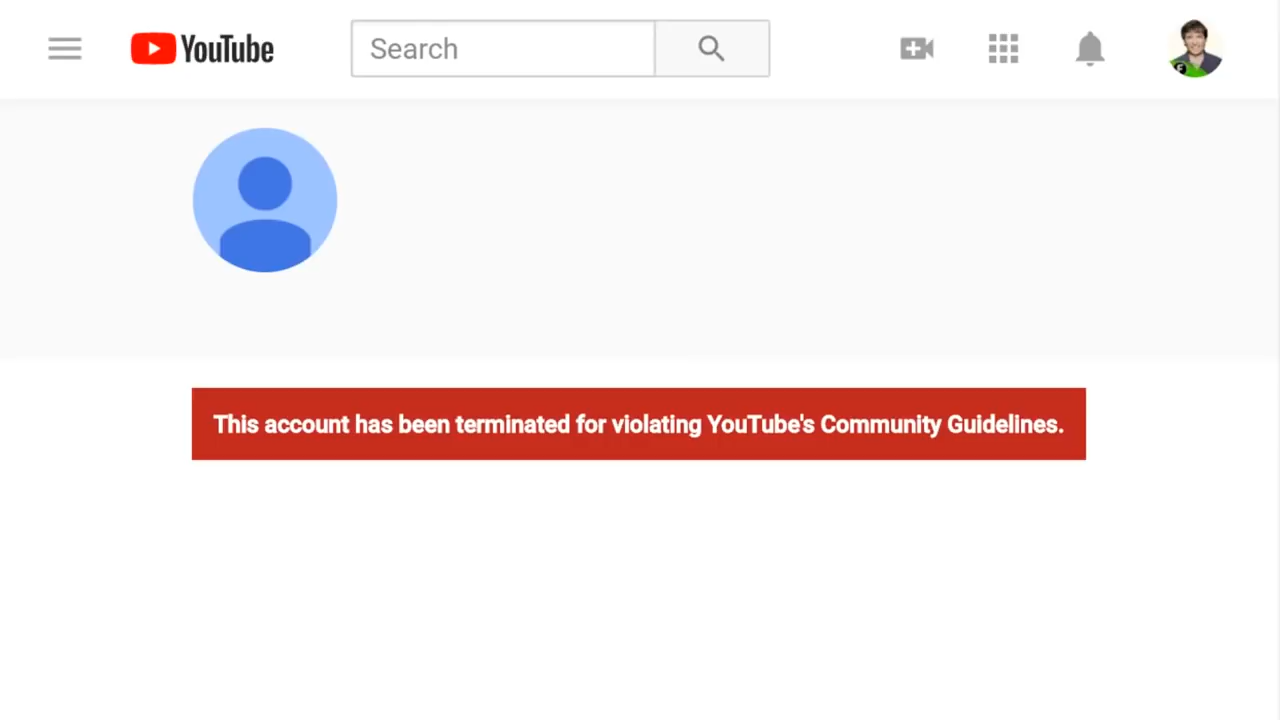 YouTube
Search
This account has been terminated for violating YouTube's Community Guidelines.